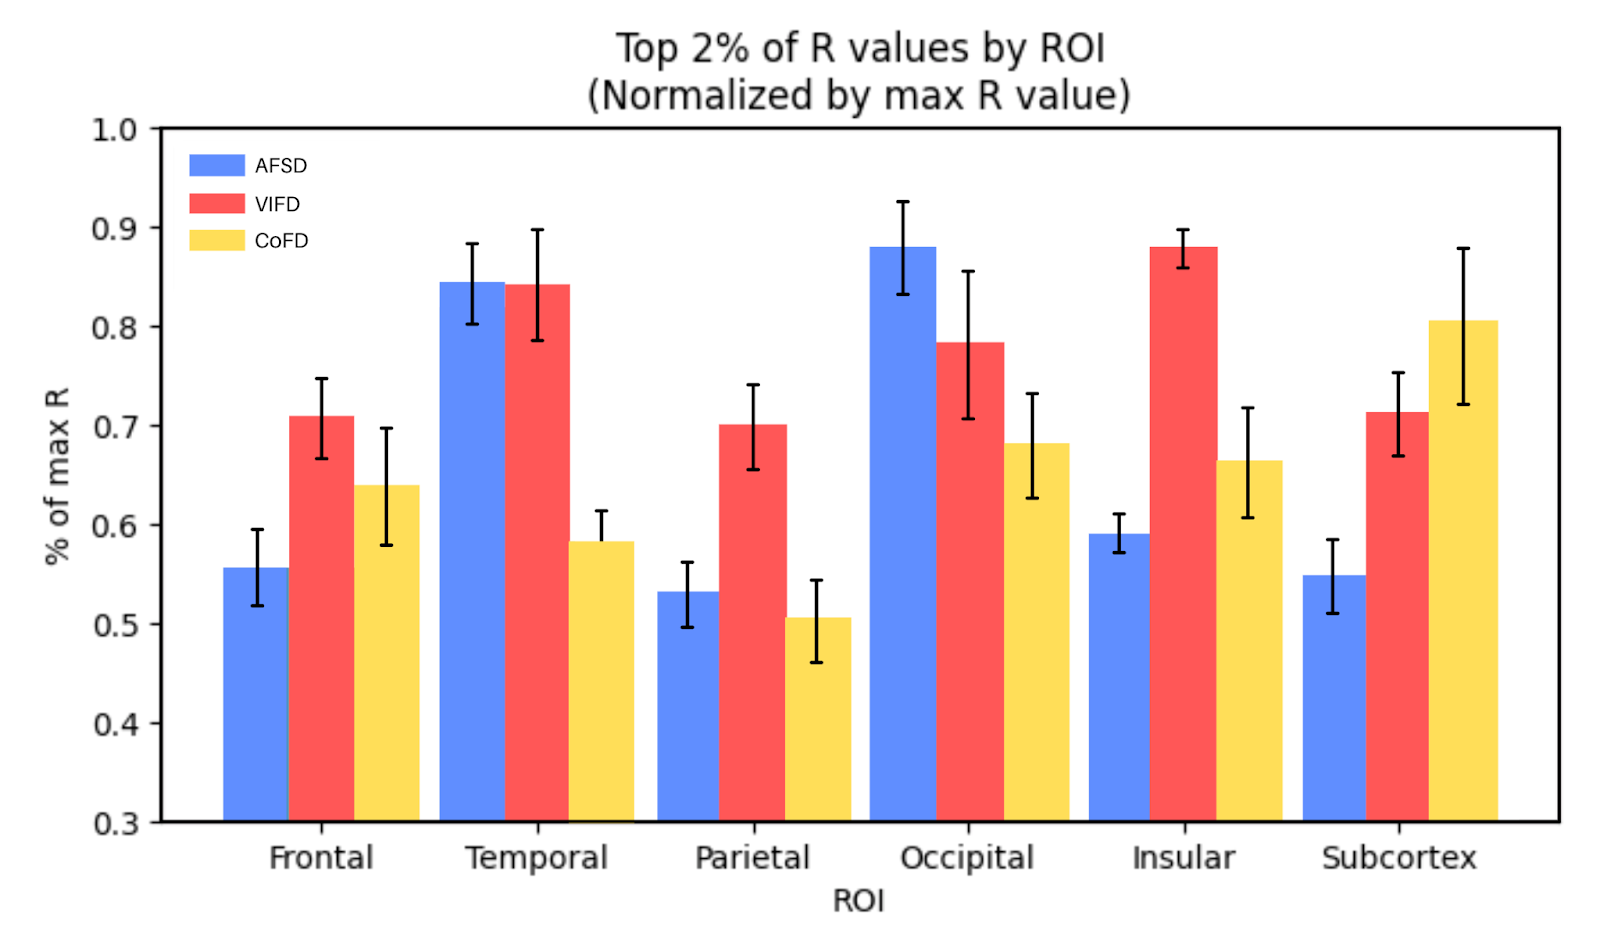 Top 2% of R values by ROI
(Normalized by max R value)
1.0
0.9
0.8
0.7
0.6
0.5
0.4
0.3
% of max R
AFSD
VIFD
CoFD
Frontal
Temporal
Parietal
Occipital
Insular
Subcortex
ROI